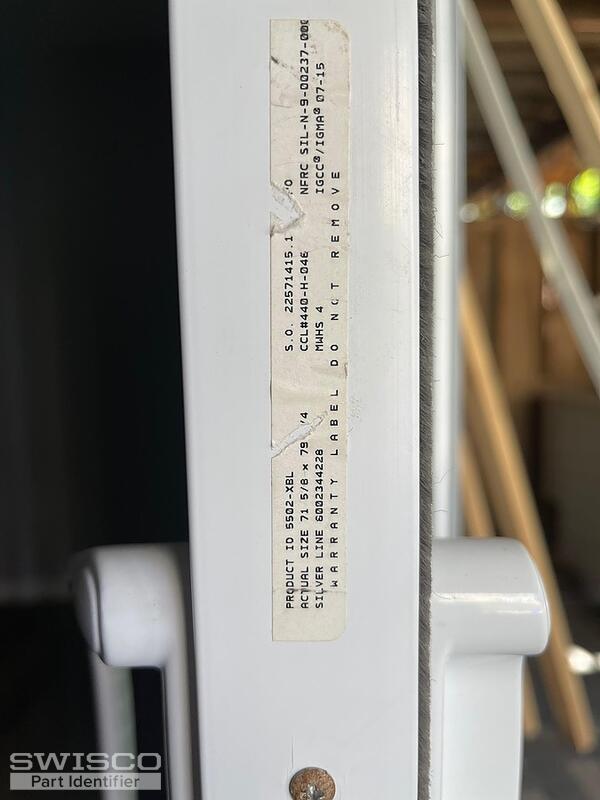 PRODUCT ID 5502-XBL S.O. 22571415.1
ACTUAL SIZE 71 5/8 x 79 CCL#440-H-046 NFRC SIL-N-9-00237-000
SILVER LINE 6002344228 MWHS 4 IGCC®/IGMA® 07-15
WARRANTY LABEL DO NOT REMOVE
SWISCO
Part Identifier